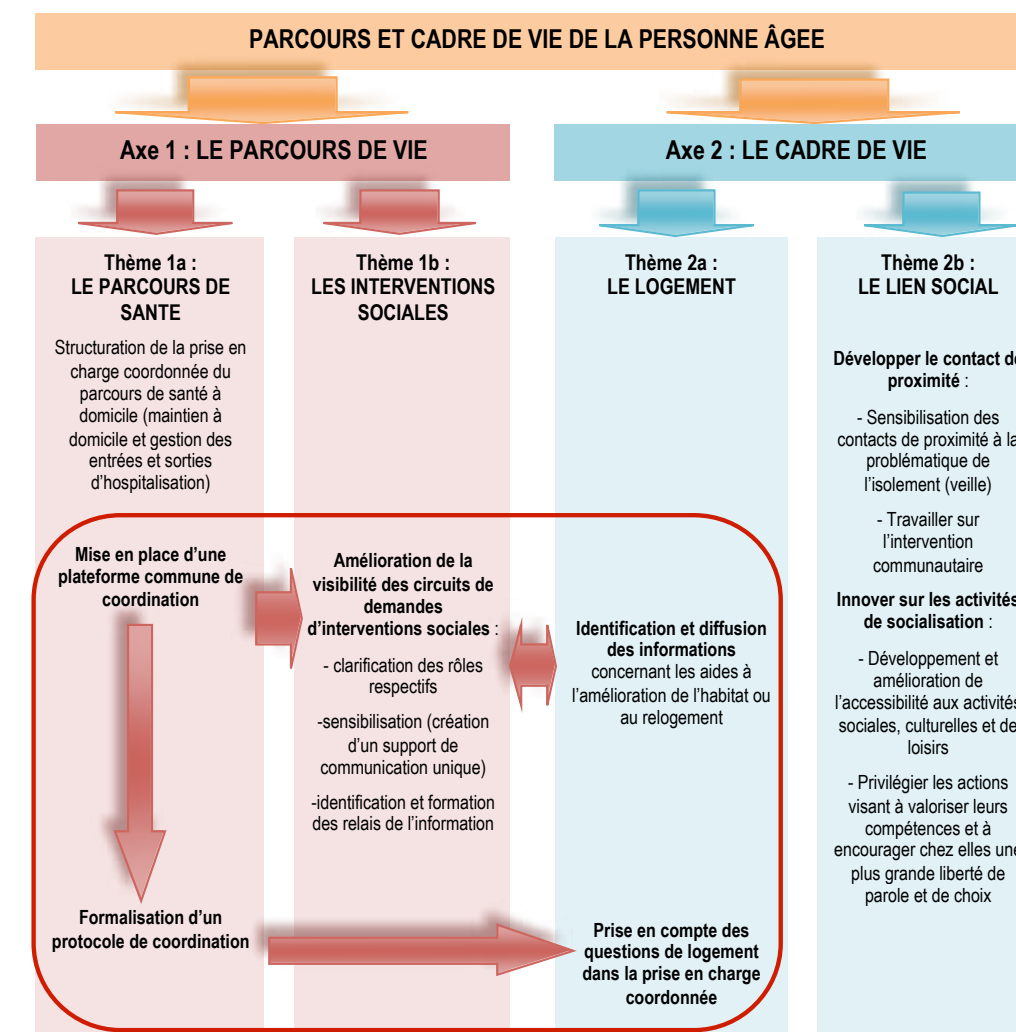 PARCOURS ET CADRE DE VIE DE LA PERSONNE ÂGEE
Axe 1 : LE PARCOURS DE VIE
Axe 2 : LE CADRE DE VIE
Thème 1a :
LE PARCOURS DE
SANTE
Structuration de la prise en
charge coordonnée du
parcours de santé à
domicile (maintien à
domicile et gestion des
entrées et sorties
d'hospitalisation)
Mise en place d'une
plateforme commune de
coordination
Formalisation d'un
protocole de coordination
Thème 1b :
LES INTERVENTIONS
SOCIALES
Amélioration de la
visibilité des circuits de
demandes
d'interventions sociales :
- clarification des rôles
respectifs
-sensibilisation (création
d'un support de
communication unique)
-identification et formation
des relais de l'information
Thème 2a :
LE LOGEMENT
Identification et diffusion
des informations
concernant les aides à
l'amélioration de l'habitat ou
au relogement
Prise en compte des
questions de logement
dans la prise en charge
coordonnée
Thème 2b :
LE LIEN SOCIAL
Développer le contact de
proximité :
- Sensibilisation des
contacts de proximité à la
problématique de
l'isolement (veille)
- Travailler sur
l'intervention
communautaire
Innover sur les activités
de socialisation :
- Développement et
amélioration de
l'accessibilité aux activités
sociales, culturelles et de
loisirs
- Privilégier les actions
visant à valoriser leurs
compétences et à
encourager chez elles une
plus grande liberté de
parole et de choix